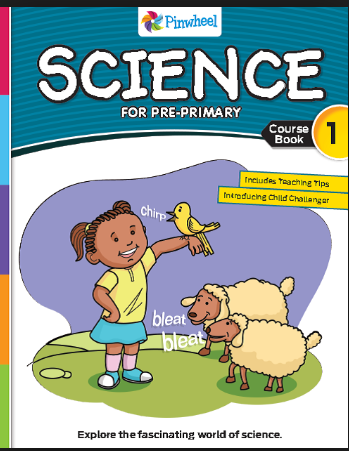 Pinwheel
SCIENCE
FOR PRE-PRIMARY
Course
Book
1
Includes Teaching Tips
Introducing Child Challenger
chirp
bleat
bleat
Explore the fascinating world of science.